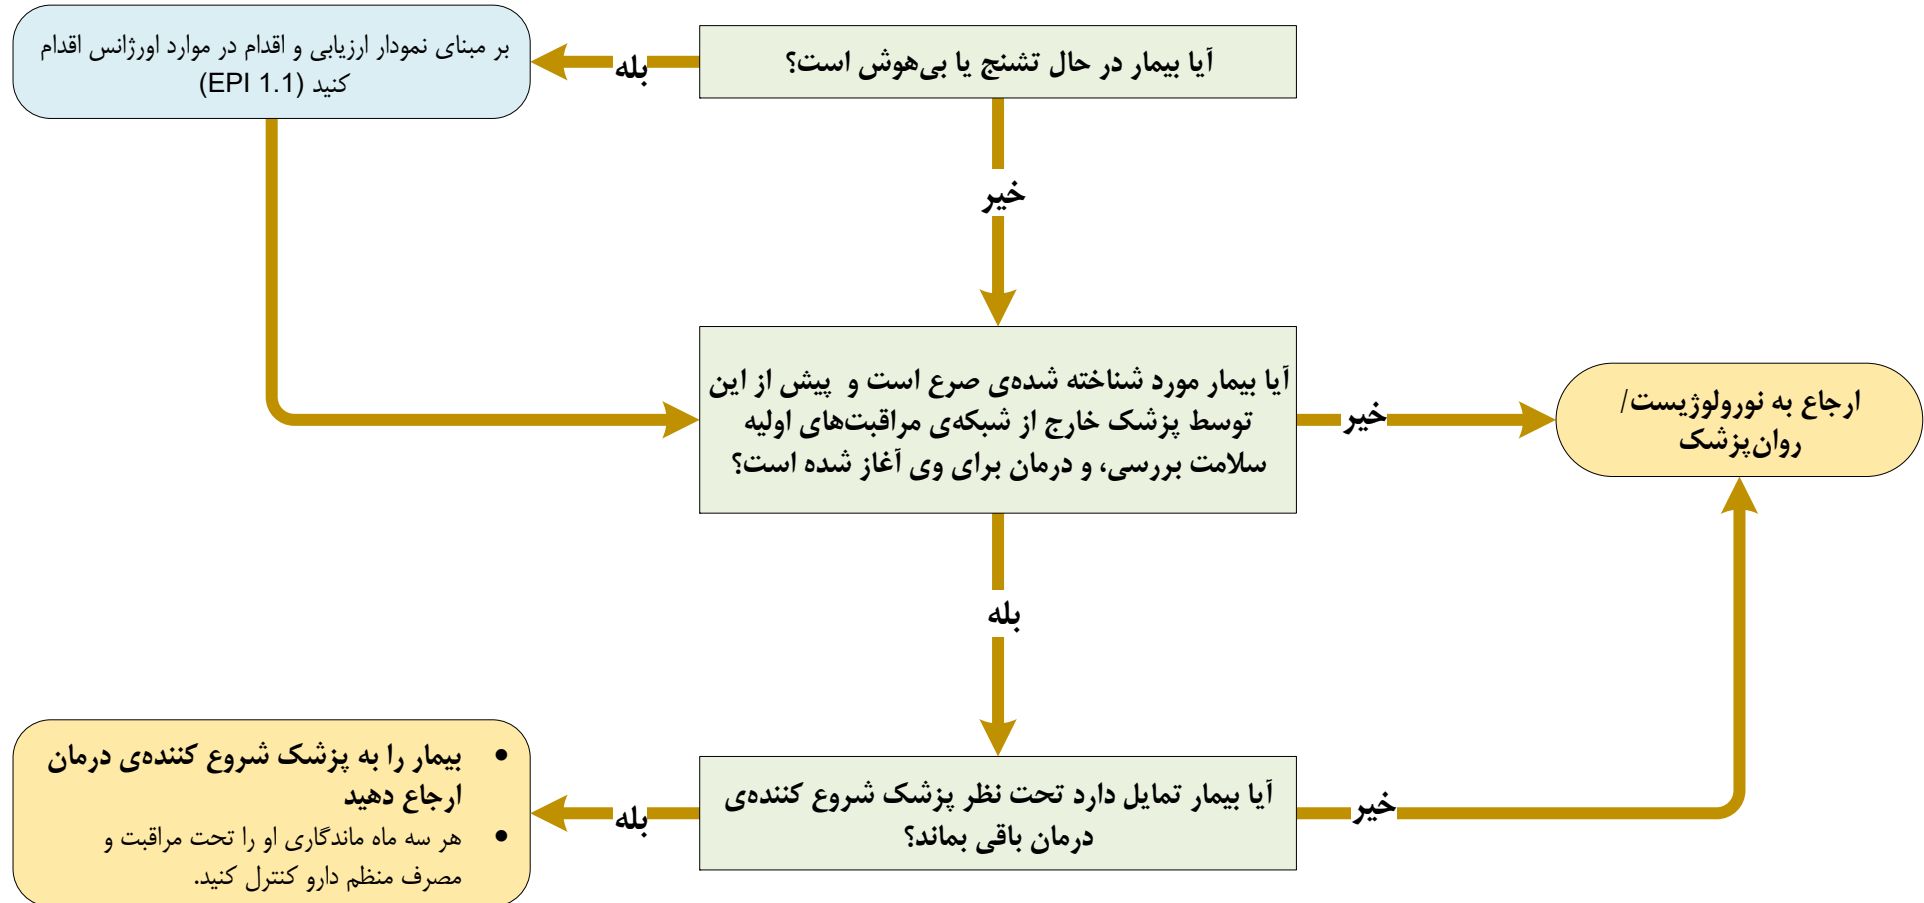 آیا بیمار در حال تشنج یا بی‌هوش است؟
بله
بر مبنای نمودار ارزیابی و اقدام در موارد اورژانس اقدام
کنید (EPI 1.1)
خیر
آیا بیمار مورد شناخته شده‌ی صرع است و پیش از این
توسط پزشک خارج از شبکه‌ی مراقبت‌های اولیه
سلامت بررسی، و درمان برای وی آغاز شده است؟
خیر
ارجاع به نورولوژیست/
روان‌پزشک
بله
آیا بیمار تمایل دارد تحت نظر پزشک شروع کننده‌ی
درمان باقی بماند؟
خیر
بله
• بیمار را به پزشک شروع کننده‌ی درمان
ارجاع دهید
• هر سه ماه ماندگاری او را تحت مراقبت و
مصرف منظم دارو کنترل کنید.